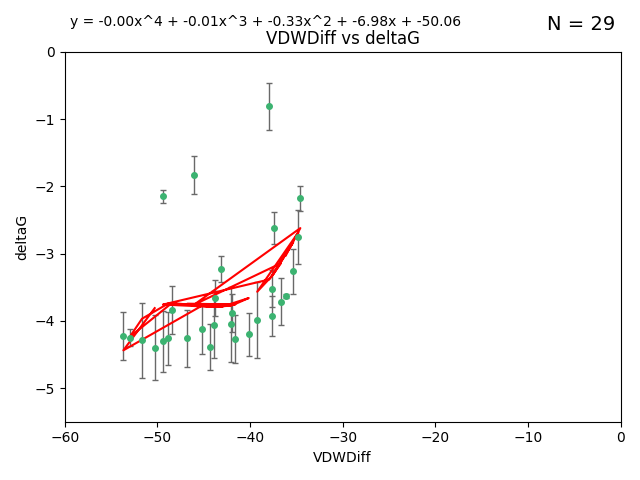 y = -0.00x^4 + -0.01x^3 + -0.33x^2 + -6.98x + -50.06
N = 29
VDWDiff vs deltaG
0
−1
−2
−3
−4
−5
deltaG
−60 −50 −40 −30 −20 −10 0
VDWDiff